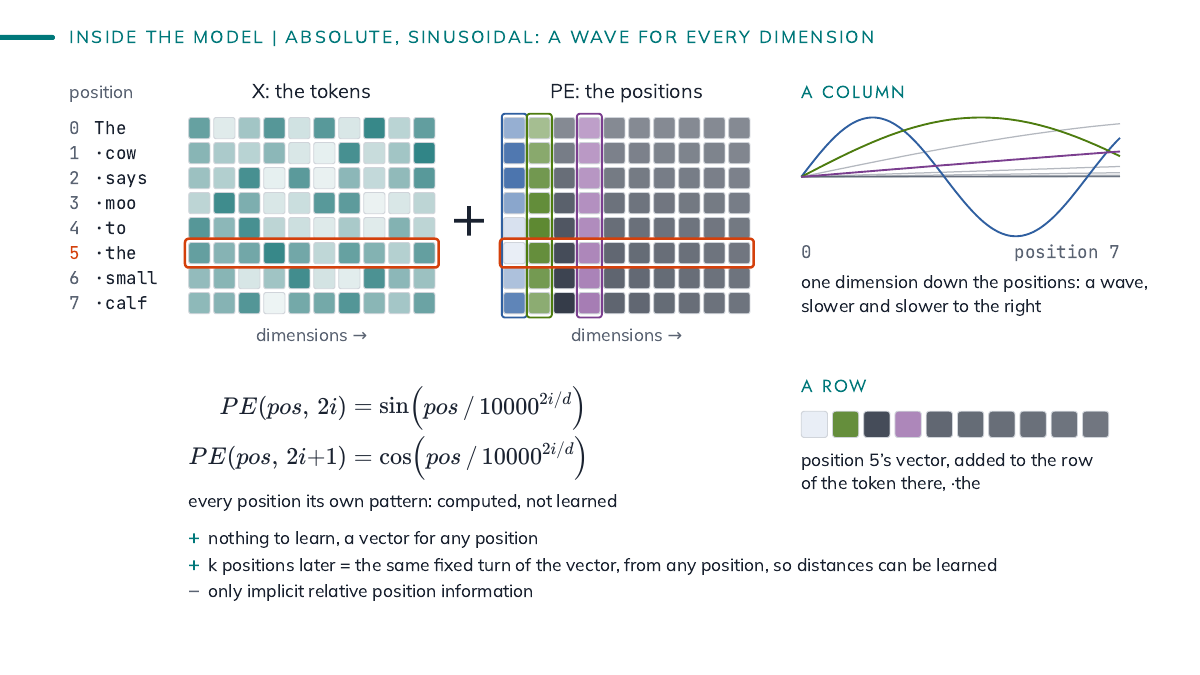 INSIDE THE MODEL | ABSOLUTE, SINUSOIDAL: A WAVE FOR EVERY DIMENSION
position
X: the tokens
PE: the positions
0 The
1 ·cow
2 ·says
3 ·moo
4 ·to
5 ·the
6 ·small
7 ·calf
+
dimensions →
dimensions →
A COLUMN
0 position 7
one dimension down the positions: a wave,
slower and slower to the right
PE(pos, 2i) = sin(pos / 10000^{2i/d})
PE(pos, 2i+1) = cos(pos / 10000^{2i/d})
every position its own pattern: computed, not learned
A ROW
position 5’s vector, added to the row
of the token there, ·the
+ nothing to learn, a vector for any position
+ k positions later = the same fixed turn of the vector, from any position, so distances can be learned
− only implicit relative position information